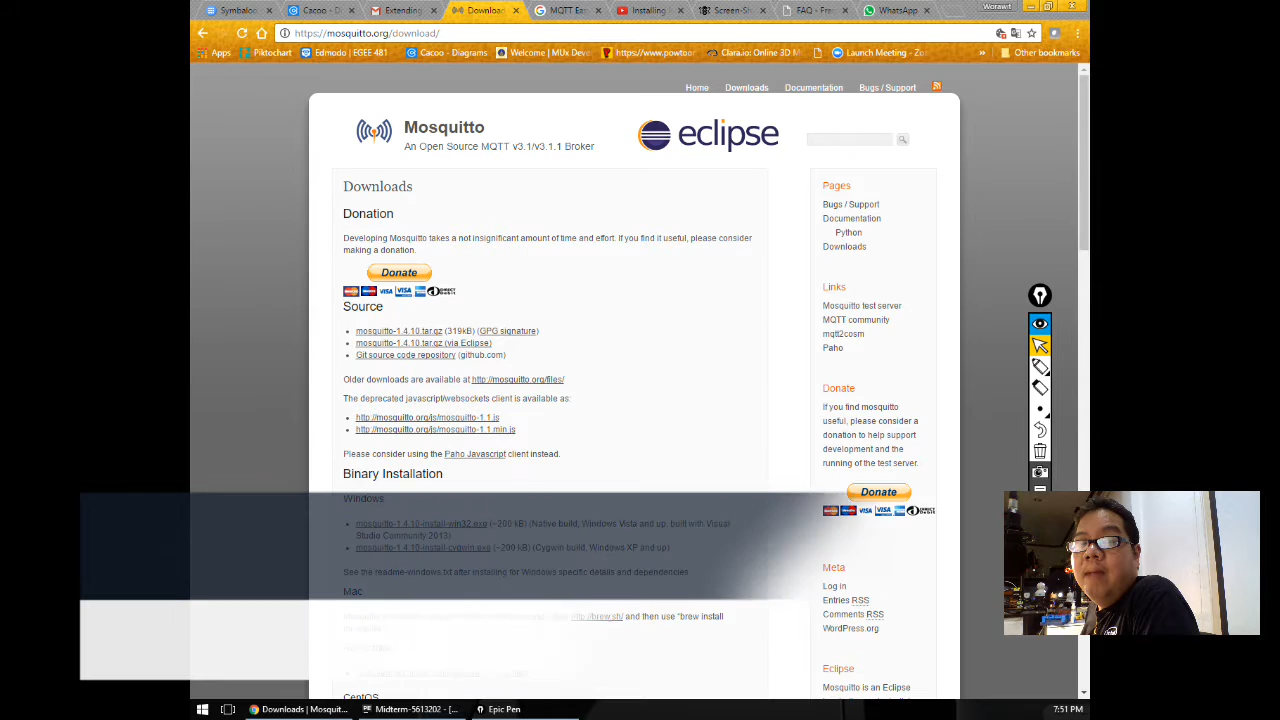 Symbaloo
Cacoo - Di
Extending
Download
MQTT Eas
Installing
Screen-Sh
FAQ - Fre
WhatsApp
Worawit
https://mosquitto.org/download/
Apps
Piktochart
Edmodo | EGEE 481
Cacoo - Diagrams
Welcome | MUx Dev
https://www.powtoo
Clara.io: Online 3D M
Launch Meeting - Zo
»
Other bookmarks
Home
Downloads
Documentation
Bugs / Support
Mosquitto
An Open Source MQTT v3.1/v3.1.1 Broker
eclipse
Downloads
Donation
Developing Mosquitto takes a not insignificant amount of time and effort. If you find it useful, please consider
making a donation.
Donate
VISA VISA DIRECT Debit
Source
mosquitto-1.4.10.tar.gz (319kB) (GPG signature)
mosquitto-1.4.10.tar.gz (via Eclipse)
Git source code repository (github.com)
Older downloads are available at http://mosquitto.org/files/
The deprecated javascript/websockets client is available as:
http://mosquitto.org/js/mosquitto-1.1.js
http://mosquitto.org/js/mosquitto-1.1.min.js
Please consider using the Paho Javascript client instead.
Binary Installation
Windows
mosquitto-1.4.10-install-win32.exe (~200 kB) (Native build, Windows Vista and up, built with Visual
Studio Community 2013)
mosquitto-1.4.10-install-cygwin.exe (~200 kB) (Cygwin build, Windows XP and up)
See the readme-windows.txt after installing for Windows specific details and dependencies
Mac
http://brew.sh/ and then use "brew install
CentOS
Pages
Bugs / Support
Documentation
Python
Downloads
Links
Mosquitto test server
MQTT community
mqtt2cosm
Paho
Donate
If you find mosquitto
useful, please consider a
donation to help support
development and the
running of the test server.
Donate
VISA VISA DIRECT Debit
Meta
Log in
Entries RSS
Comments RSS
WordPress.org
Eclipse
Mosquitto is an Eclipse
Downloads | Mosquit...
Midterm-5613202 - [...
Epic Pen
7:51 PM